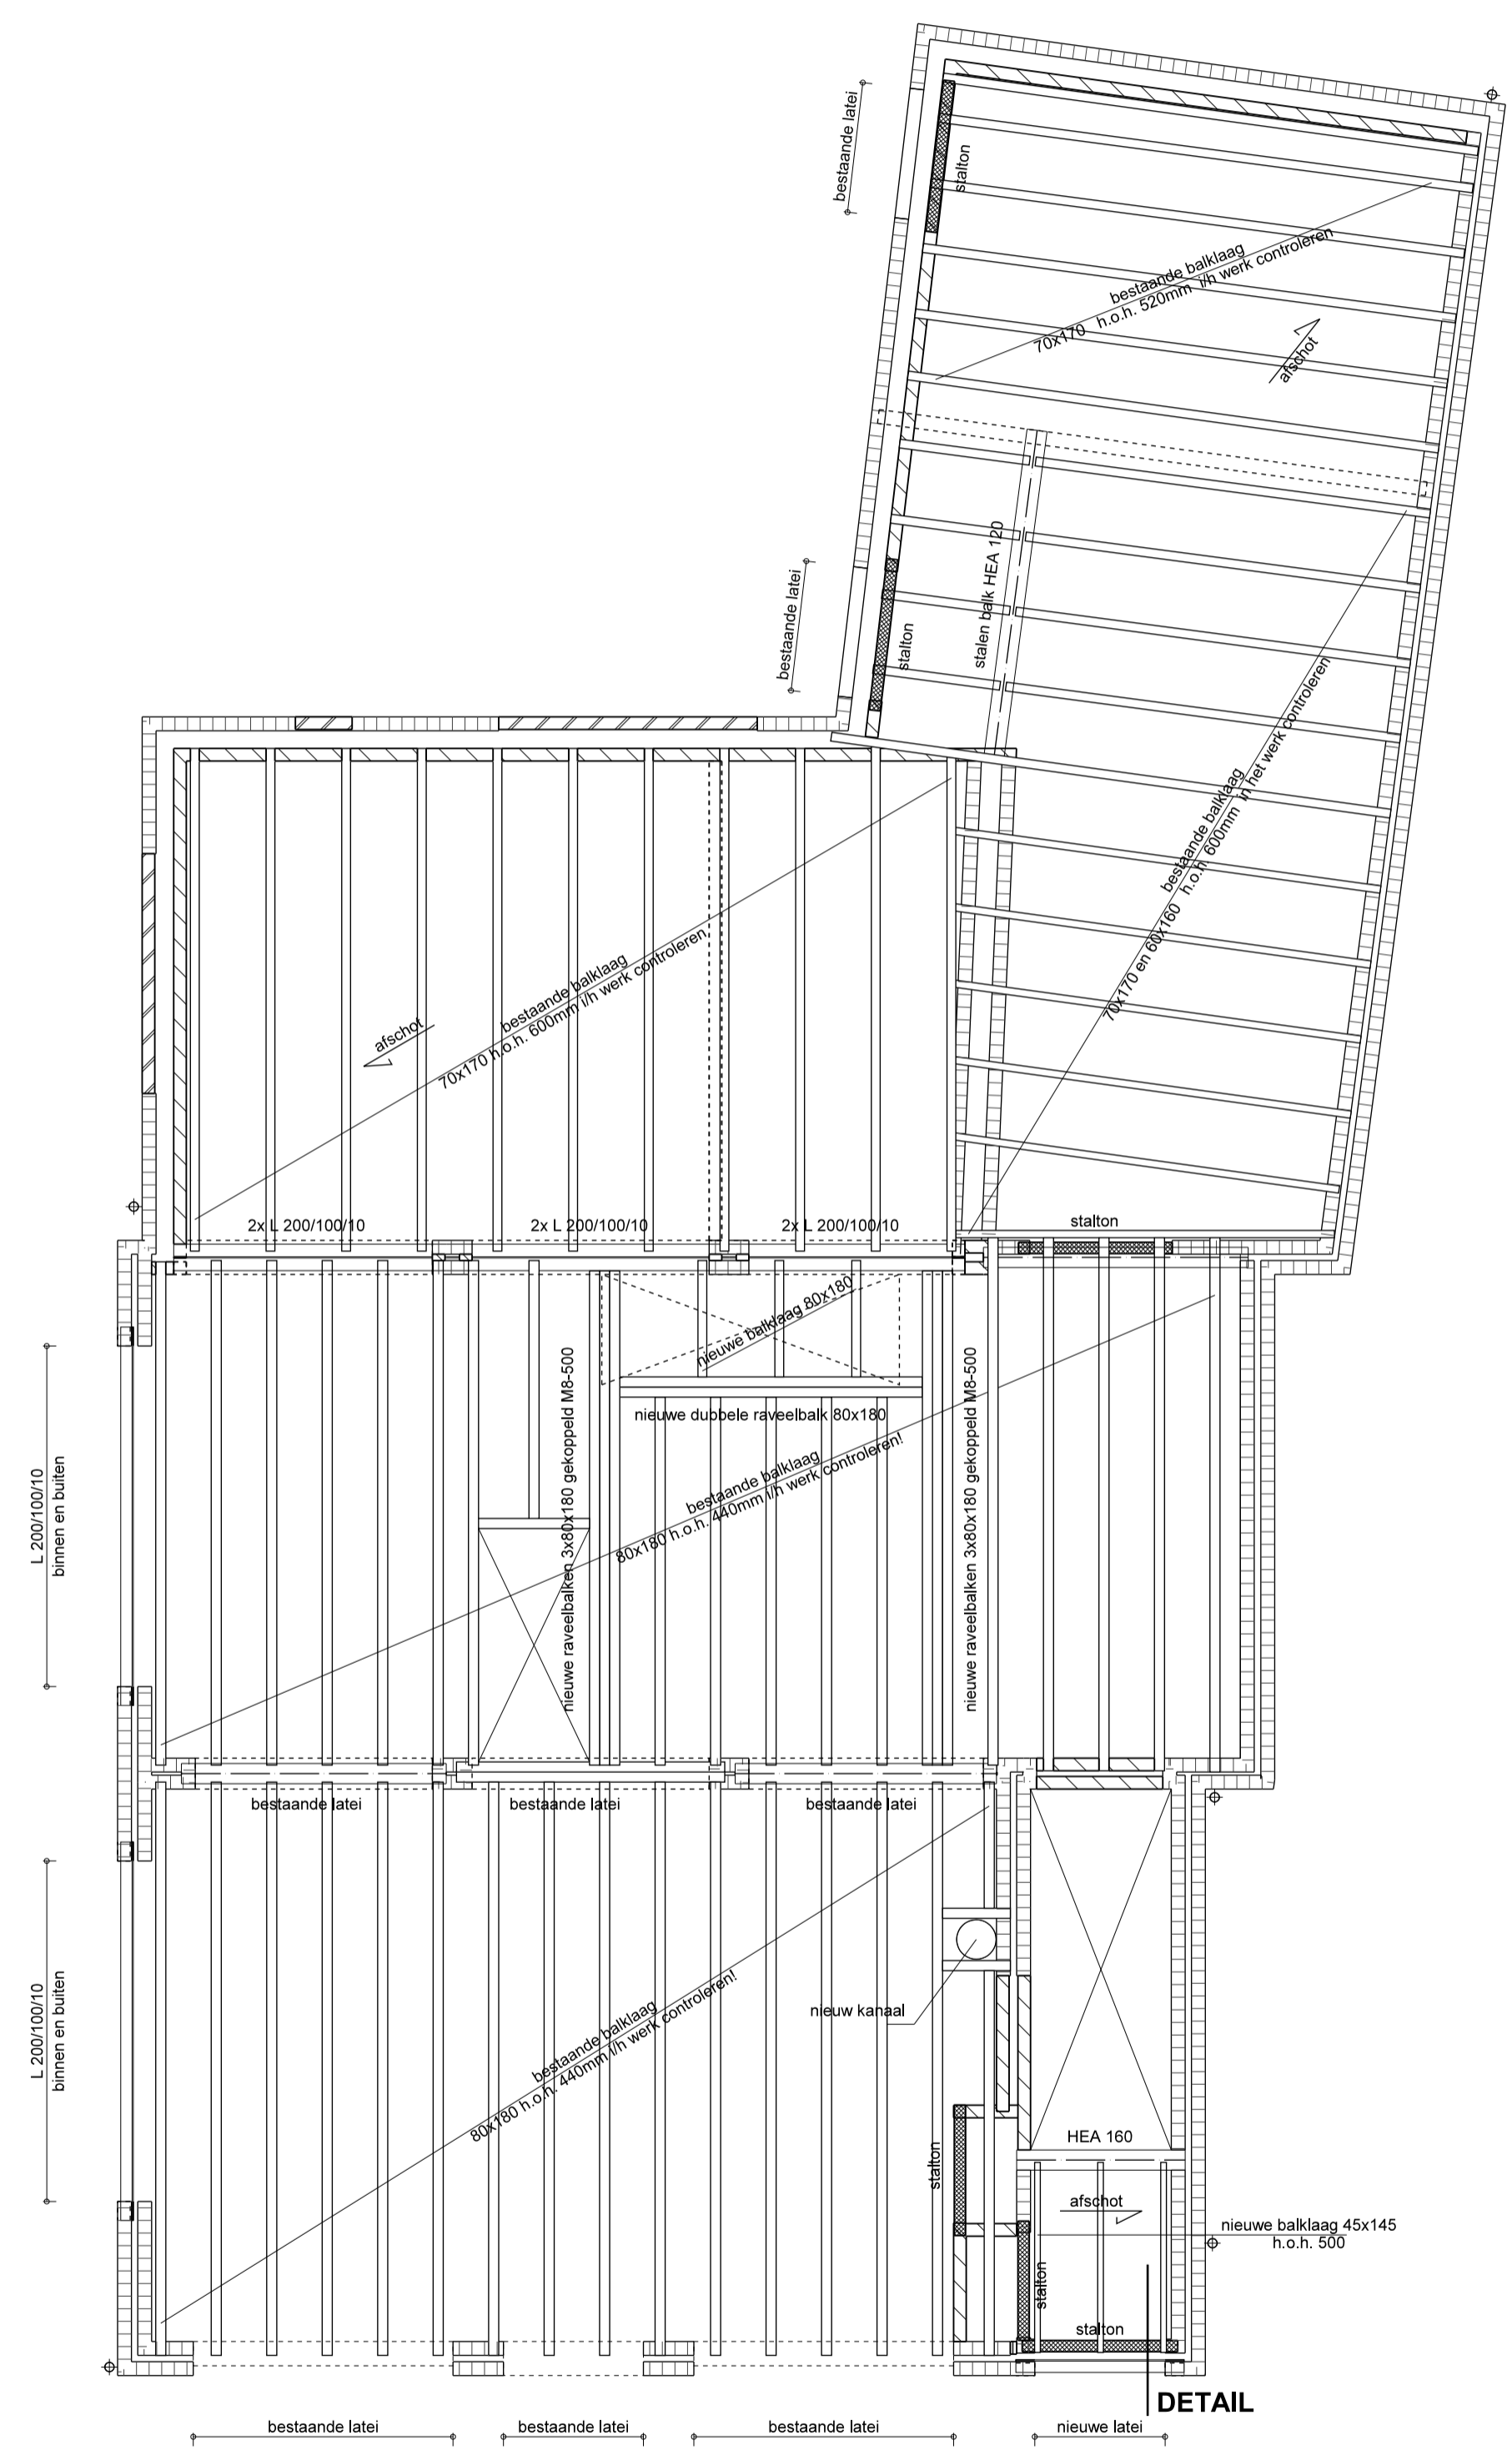 bestaande latei
stalton
bestaande balklaag
70x170 h.o.h. 520mm i/h werk controleren
afschot
stalen balk HEA 120
bestaande latei
stalton
bestaande balklaag
70x170 en 60x160 h.o.h. 600mm in het werk controleren
bestaande balklaag
70x170 h.o.h. 600mm i/h werk controleren
afschot
2x L 200/100/10
2x L 200/100/10
2x L 200/100/10
stalton
nieuwe balklaag 80x180
nieuwe raveelbalken 3x80x180 gekoppeld M8-500
nieuwe raveelbalken 3x80x180 gekoppeld M8-500
nieuwe dubbele raveelbalk 80x180
bestaande balklaag
80x180 h.o.h. 440mm i/h werk controleren!
L 200/100/10
binnen en buiten
bestaande latei
bestaande latei
bestaande latei
L 200/100/10
binnen en buiten
nieuw kanaal
bestaande balklaag
80x180 h.o.h. 440mm i/h werk controleren!
stalton
HEA 160
afschot
nieuwe balklaag 45x145
h.o.h. 500
stalton
stalton
DETAIL
bestaande latei
bestaande latei
bestaande latei
nieuwe latei